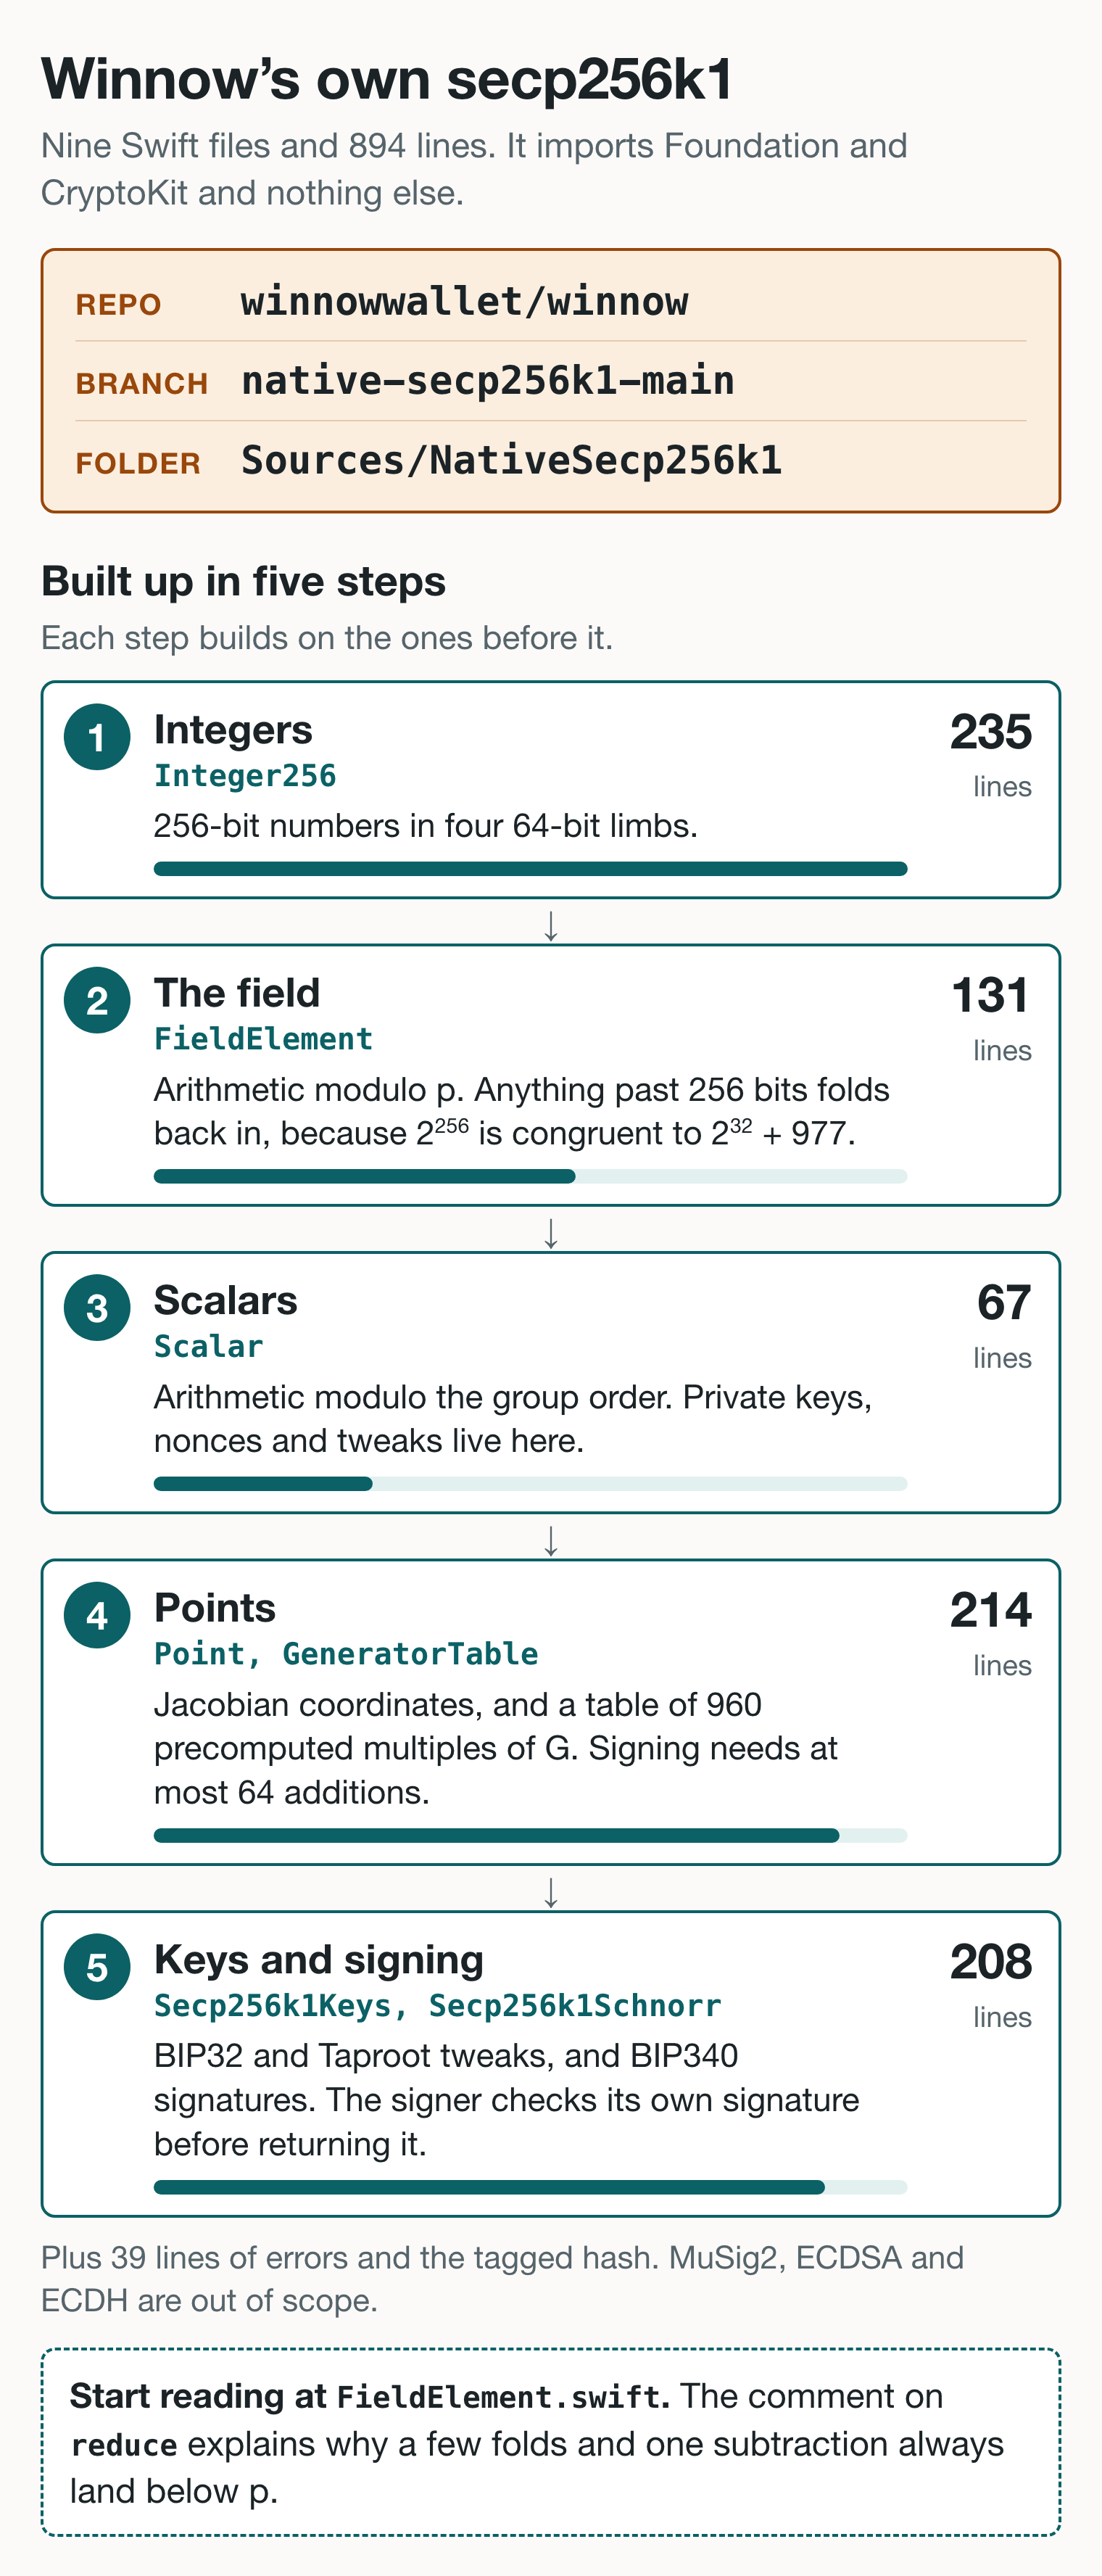 Winnow’s own secp256k1
Nine Swift files and 894 lines. It imports Foundation and
CryptoKit and nothing else.
REPO winnowwallet/winnow
BRANCH native-secp256k1-main
FOLDER Sources/NativeSecp256k1
Built up in five steps
Each step builds on the ones before it.
1 Integers 235
Integer256 lines
256-bit numbers in four 64-bit limbs.
↓
2 The field 131
FieldElement lines
Arithmetic modulo p. Anything past 256 bits folds
back in, because 2²⁵⁶ is congruent to 2³² + 977.
↓
3 Scalars 67
Scalar lines
Arithmetic modulo the group order. Private keys,
nonces and tweaks live here.
↓
4 Points 214
Point, GeneratorTable lines
Jacobian coordinates, and a table of 960
precomputed multiples of G. Signing needs at
most 64 additions.
↓
5 Keys and signing 208
Secp256k1Keys, Secp256k1Schnorr lines
BIP32 and Taproot tweaks, and BIP340
signatures. The signer checks its own signature
before returning it.
Plus 39 lines of errors and the tagged hash. MuSig2, ECDSA and
ECDH are out of scope.
Start reading at FieldElement.swift. The comment on
reduce explains why a few folds and one subtraction always
land below p.